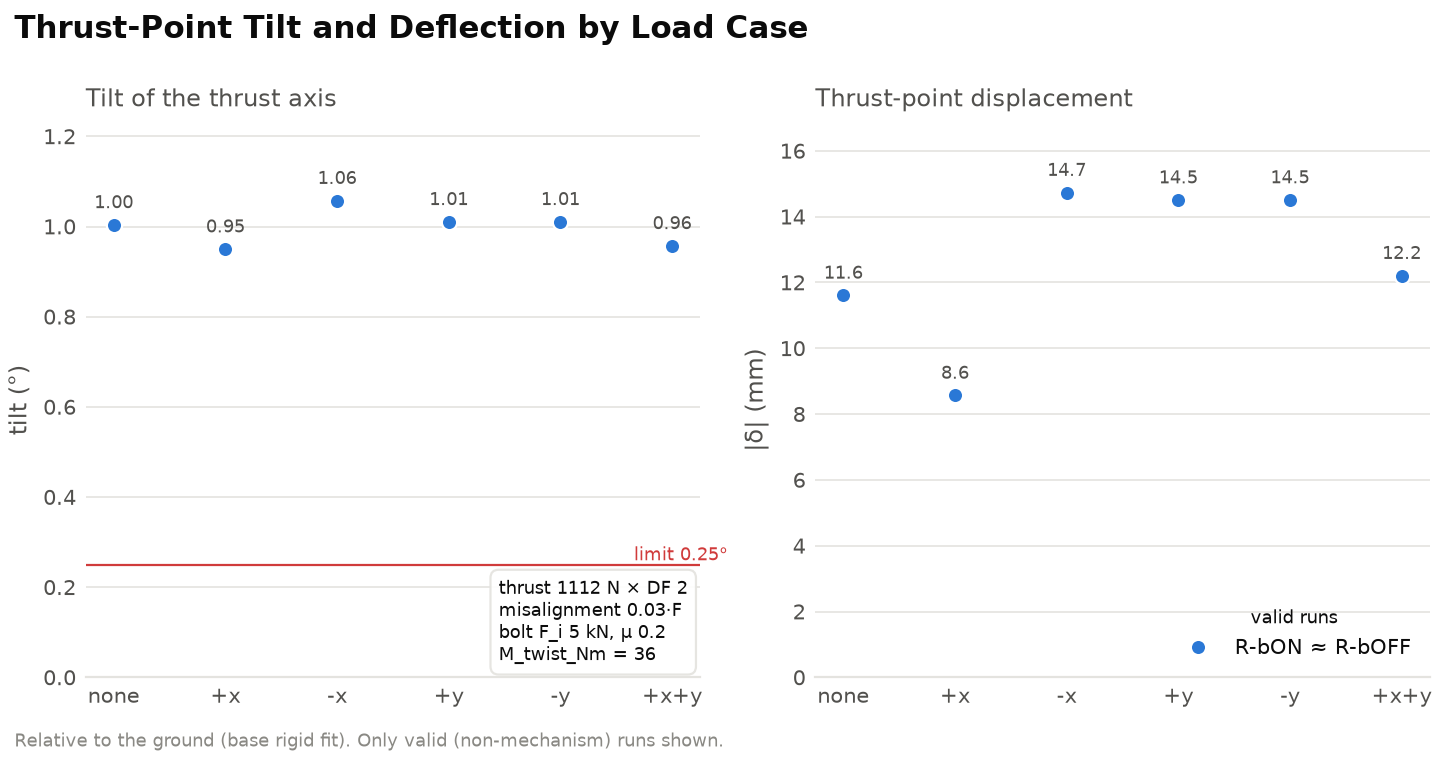 Thrust-Point Tilt and Deflection by Load Case
Tilt of the thrust axis
tilt (°)
1.2
1.0
0.8
0.6
0.4
0.2
0.0
1.00
0.95
1.06
1.01
1.01
0.96
limit 0.25°
thrust 1112 N × DF 2
misalignment 0.03·F
bolt F_i 5 kN, μ 0.2
M_twist_Nm = 36
none
+x
-x
+y
-y
+x+y
Thrust-point displacement
|δ| (mm)
16
14
12
10
8
6
4
2
0
11.6
8.6
14.7
14.5
14.5
12.2
valid runs
R-bON ≈ R-bOFF
none
+x
-x
+y
-y
+x+y
Relative to the ground (base rigid fit). Only valid (non-mechanism) runs shown.